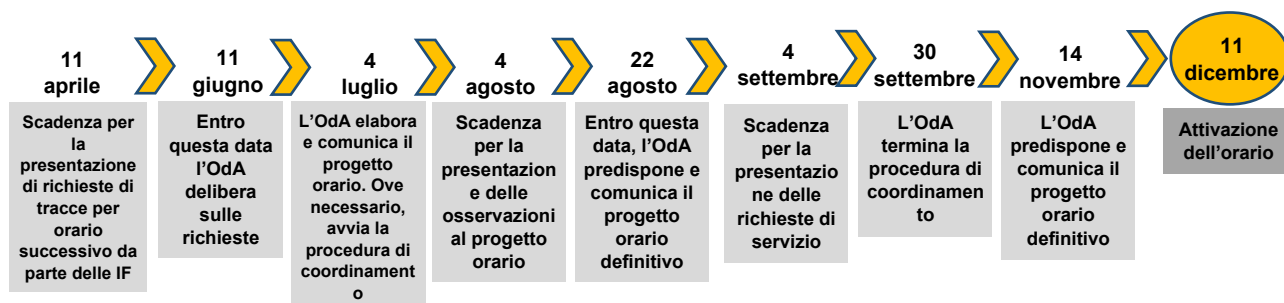 11
aprile
Scadenza per
la
presentazione
di richieste di
tracce per
orario
successivo da
parte delle IF
11
giugno
Entro
questa data
l'OdA
delibera
sulle
richieste
4
luglio
L'OdA elabora
e comunica il
progetto
orario. Ove
necessario,
avvia la
procedura di
coordinament
o
4
agosto
Scadenza
per la
presentazion
e delle
osservazioni
al progetto
orario
22
agosto
Entro questa
data, l'OdA
predispone e
comunica il
progetto
orario
definitivo
4
settembre
Scadenza
per la
presentazio
ne delle
richieste di
servizio
30
settembre
L'OdA
termina la
procedura di
coordinamen
to
14
novembre
L'OdA
predispone e
comunica il
progetto
orario
definitivo
11
dicembre
Attivazione
dell'orario